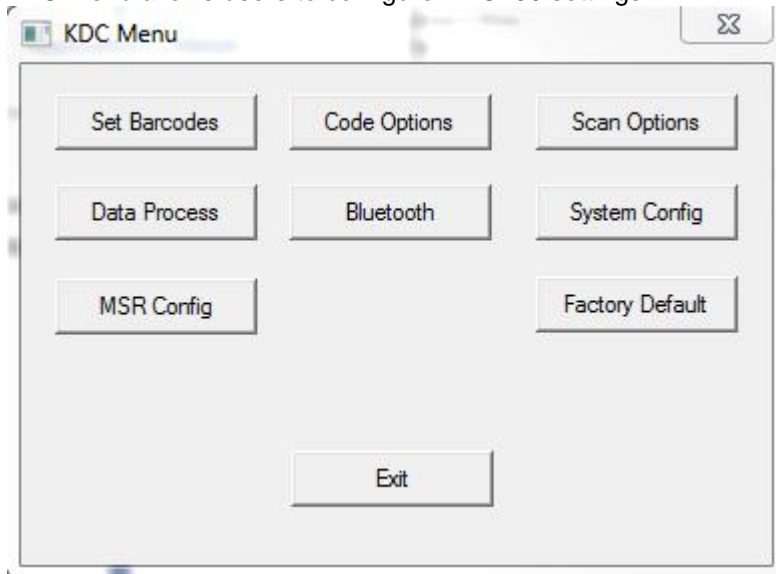 KDC Menu
Set Barcodes Code Options Scan Options
Data Process Bluetooth System Config
MSR Config Factory Default
Exit